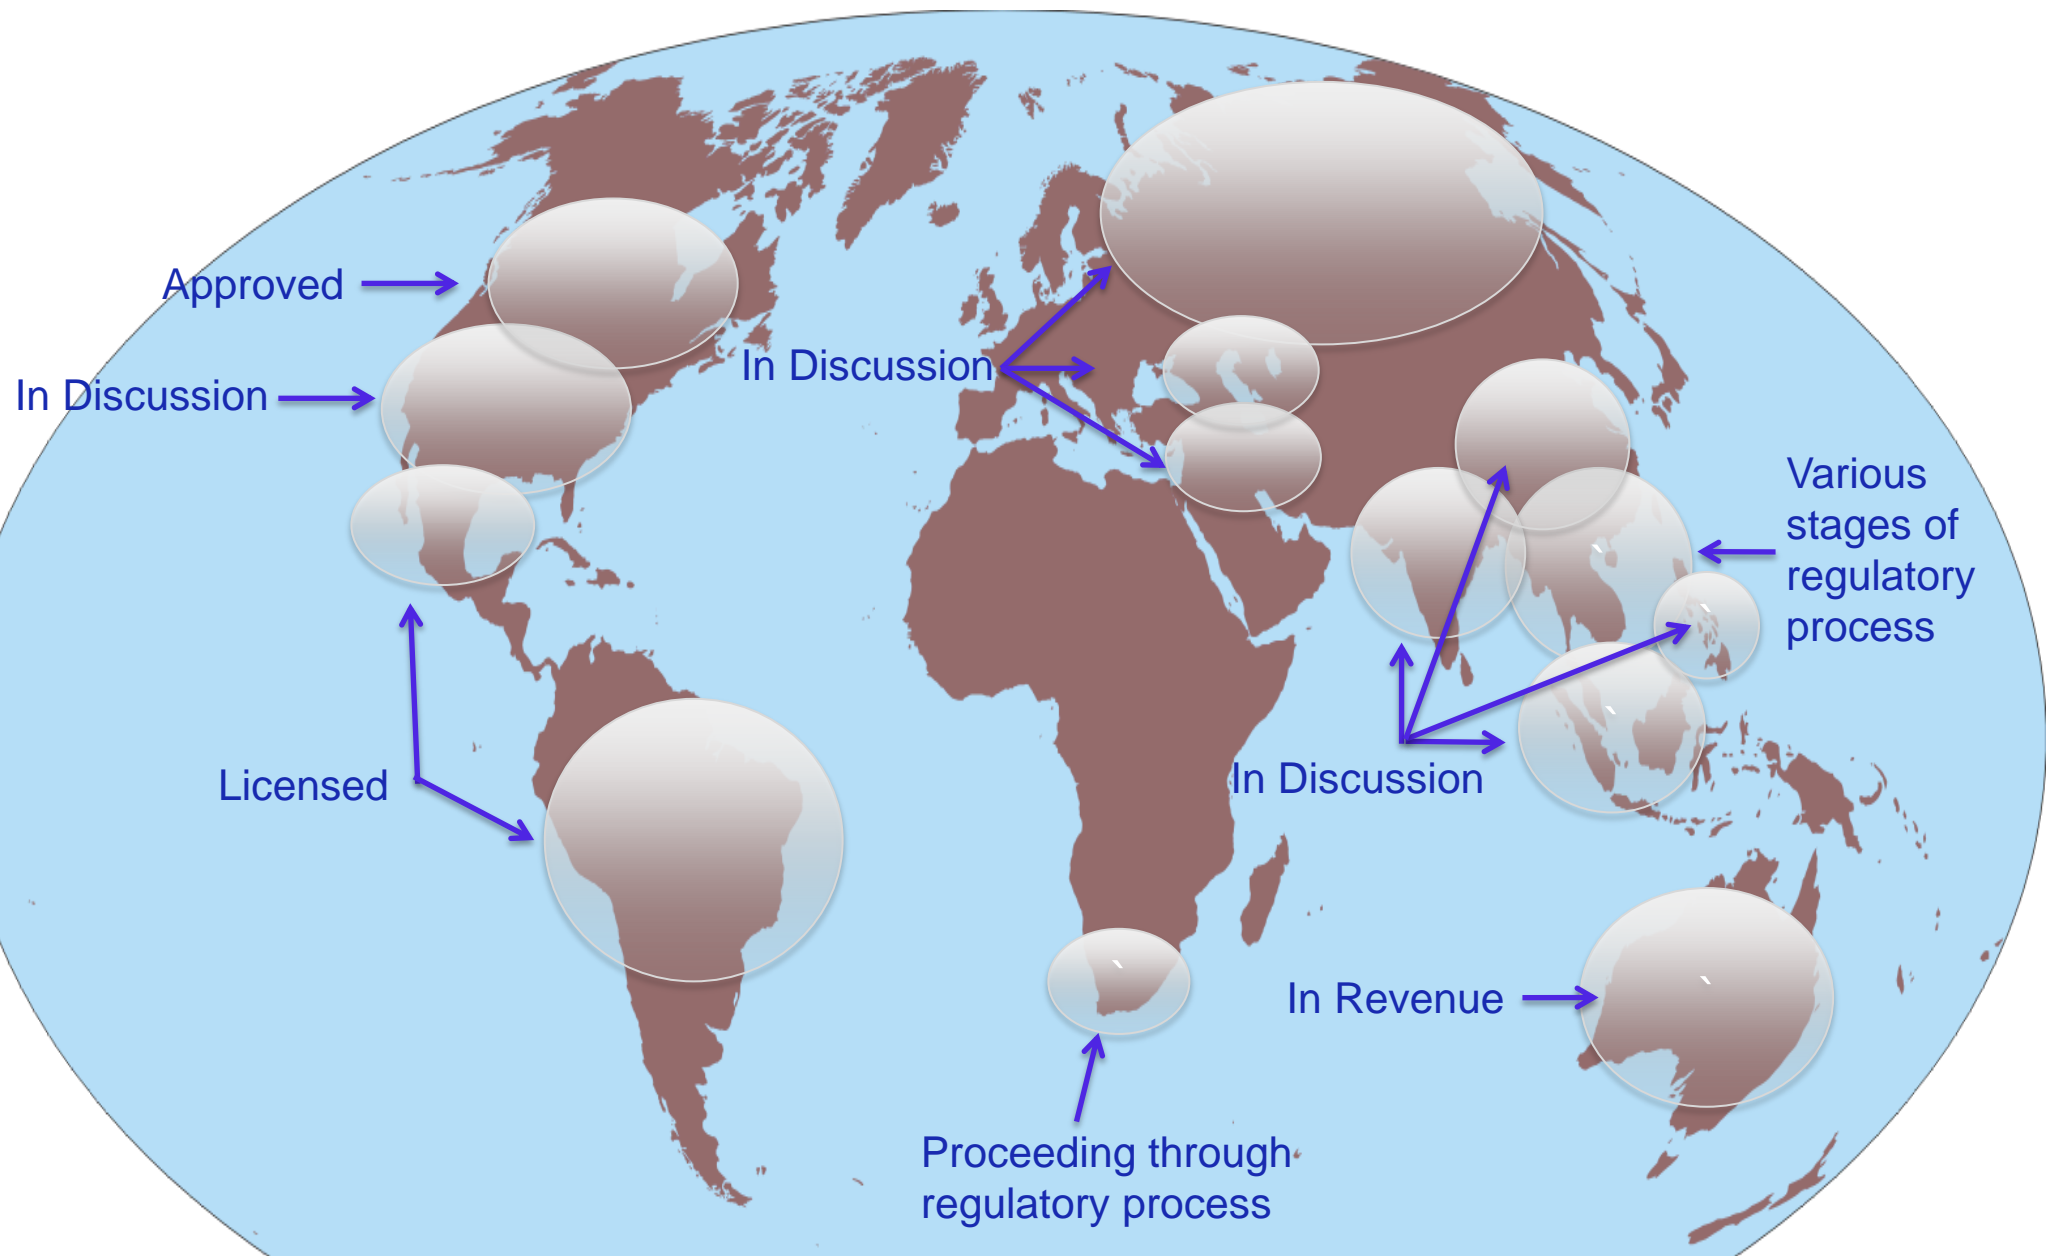 Approved
In Discussion
In Discussion
Various
stages of
regulatory
process
Licensed
In Discussion
In Revenue
Proceeding through
regulatory process